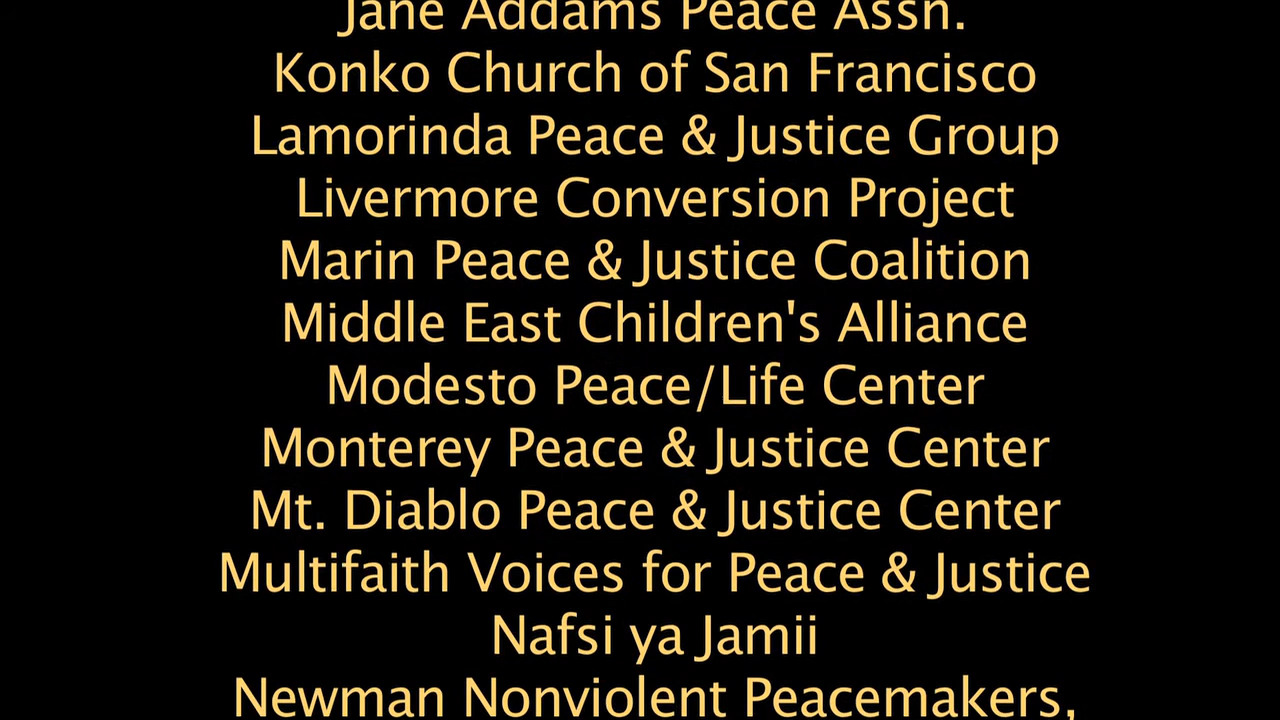 Jane Addams Peace Assn.
Konko Church of San Francisco
Lamorinda Peace & Justice Group
Livermore Conversion Project
Marin Peace & Justice Coalition
Middle East Children's Alliance
Modesto Peace/Life Center
Monterey Peace & Justice Center
Mt. Diablo Peace & Justice Center
Multifaith Voices for Peace & Justice
Nafsi ya Jamii
Newman Nonviolent Peacemakers,